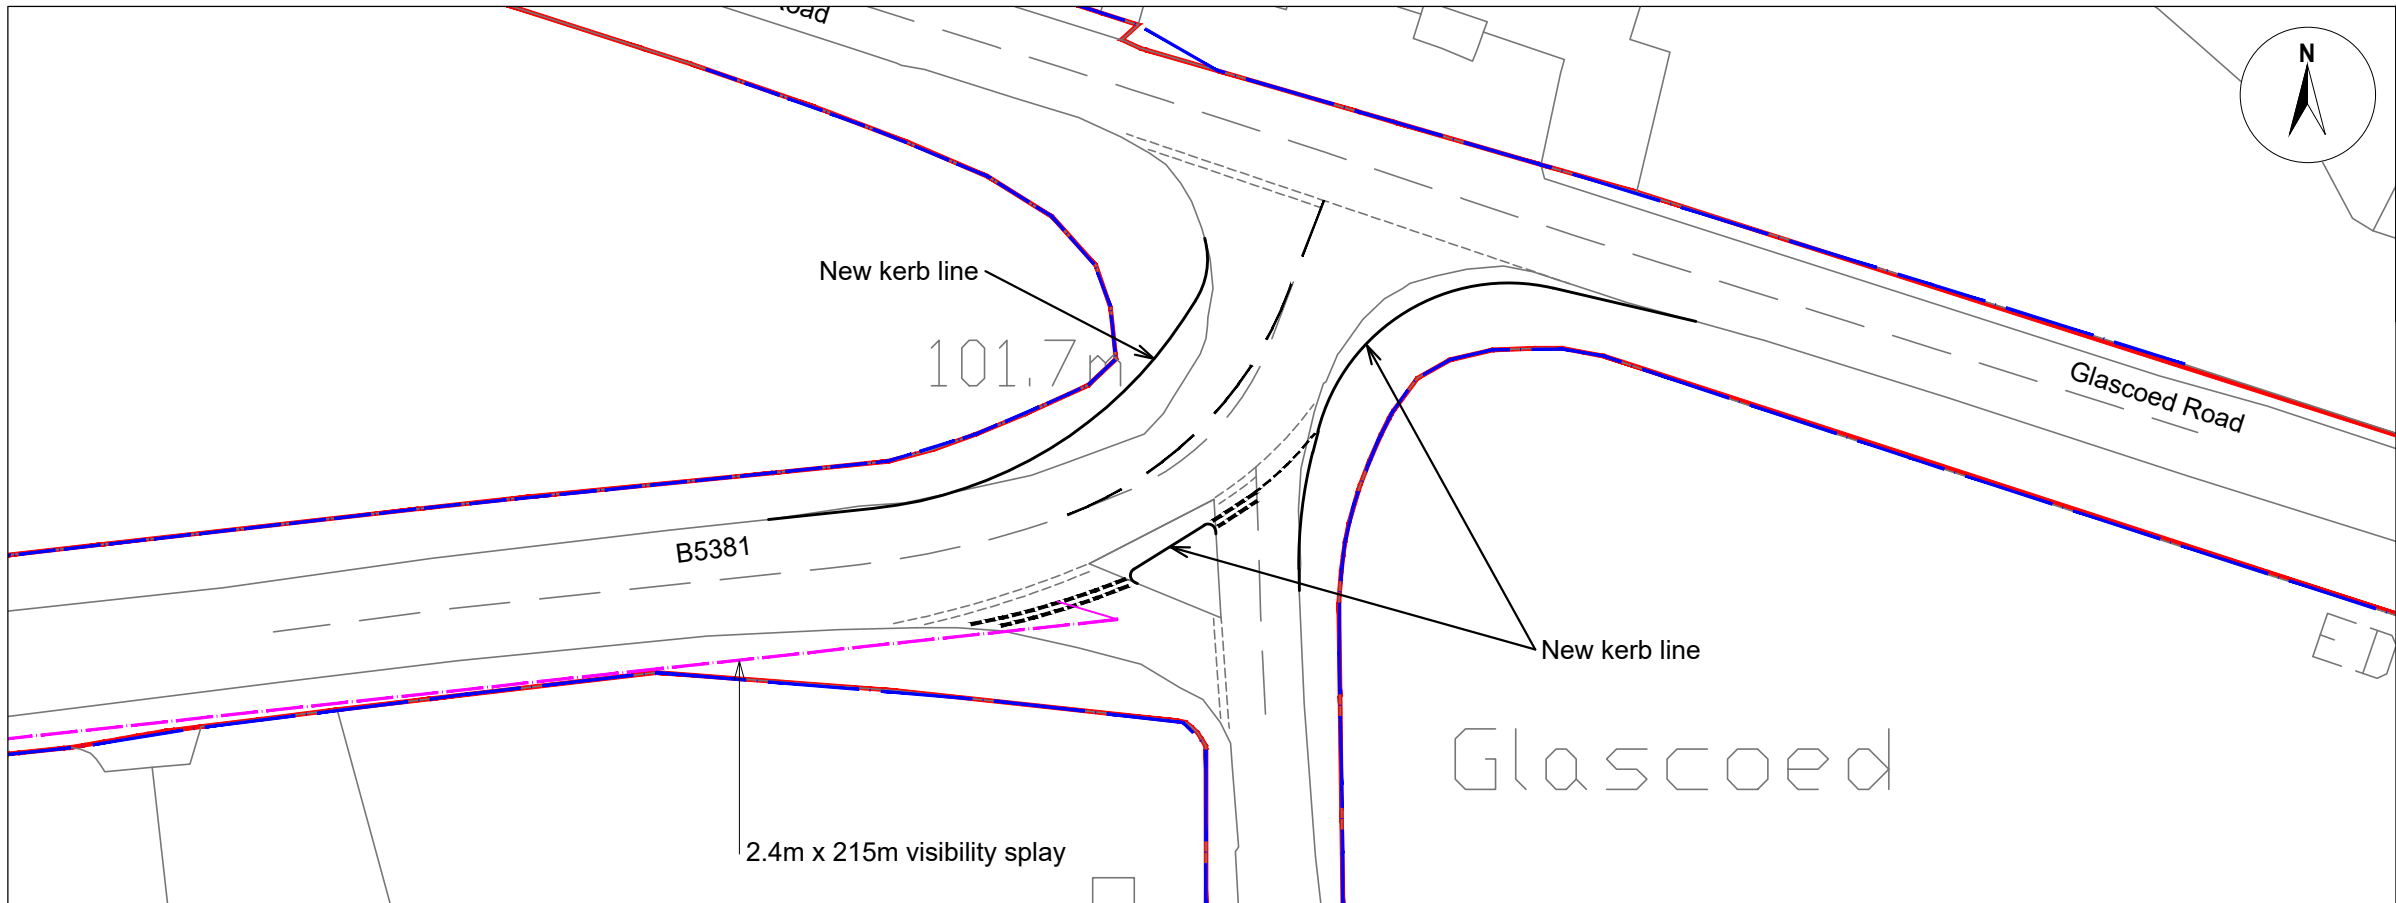 N
New kerb line
101.7m
Glascoed Road
B5381
New kerb line
Glascoed
2.4m x 215m visibility splay